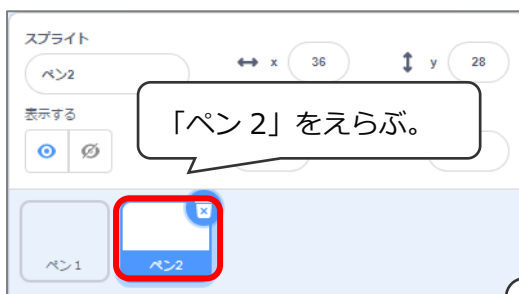 スプライト
ペン2
x 36
y 28
表示する
「ペン 2」をえらぶ。
ペン1
ペン2